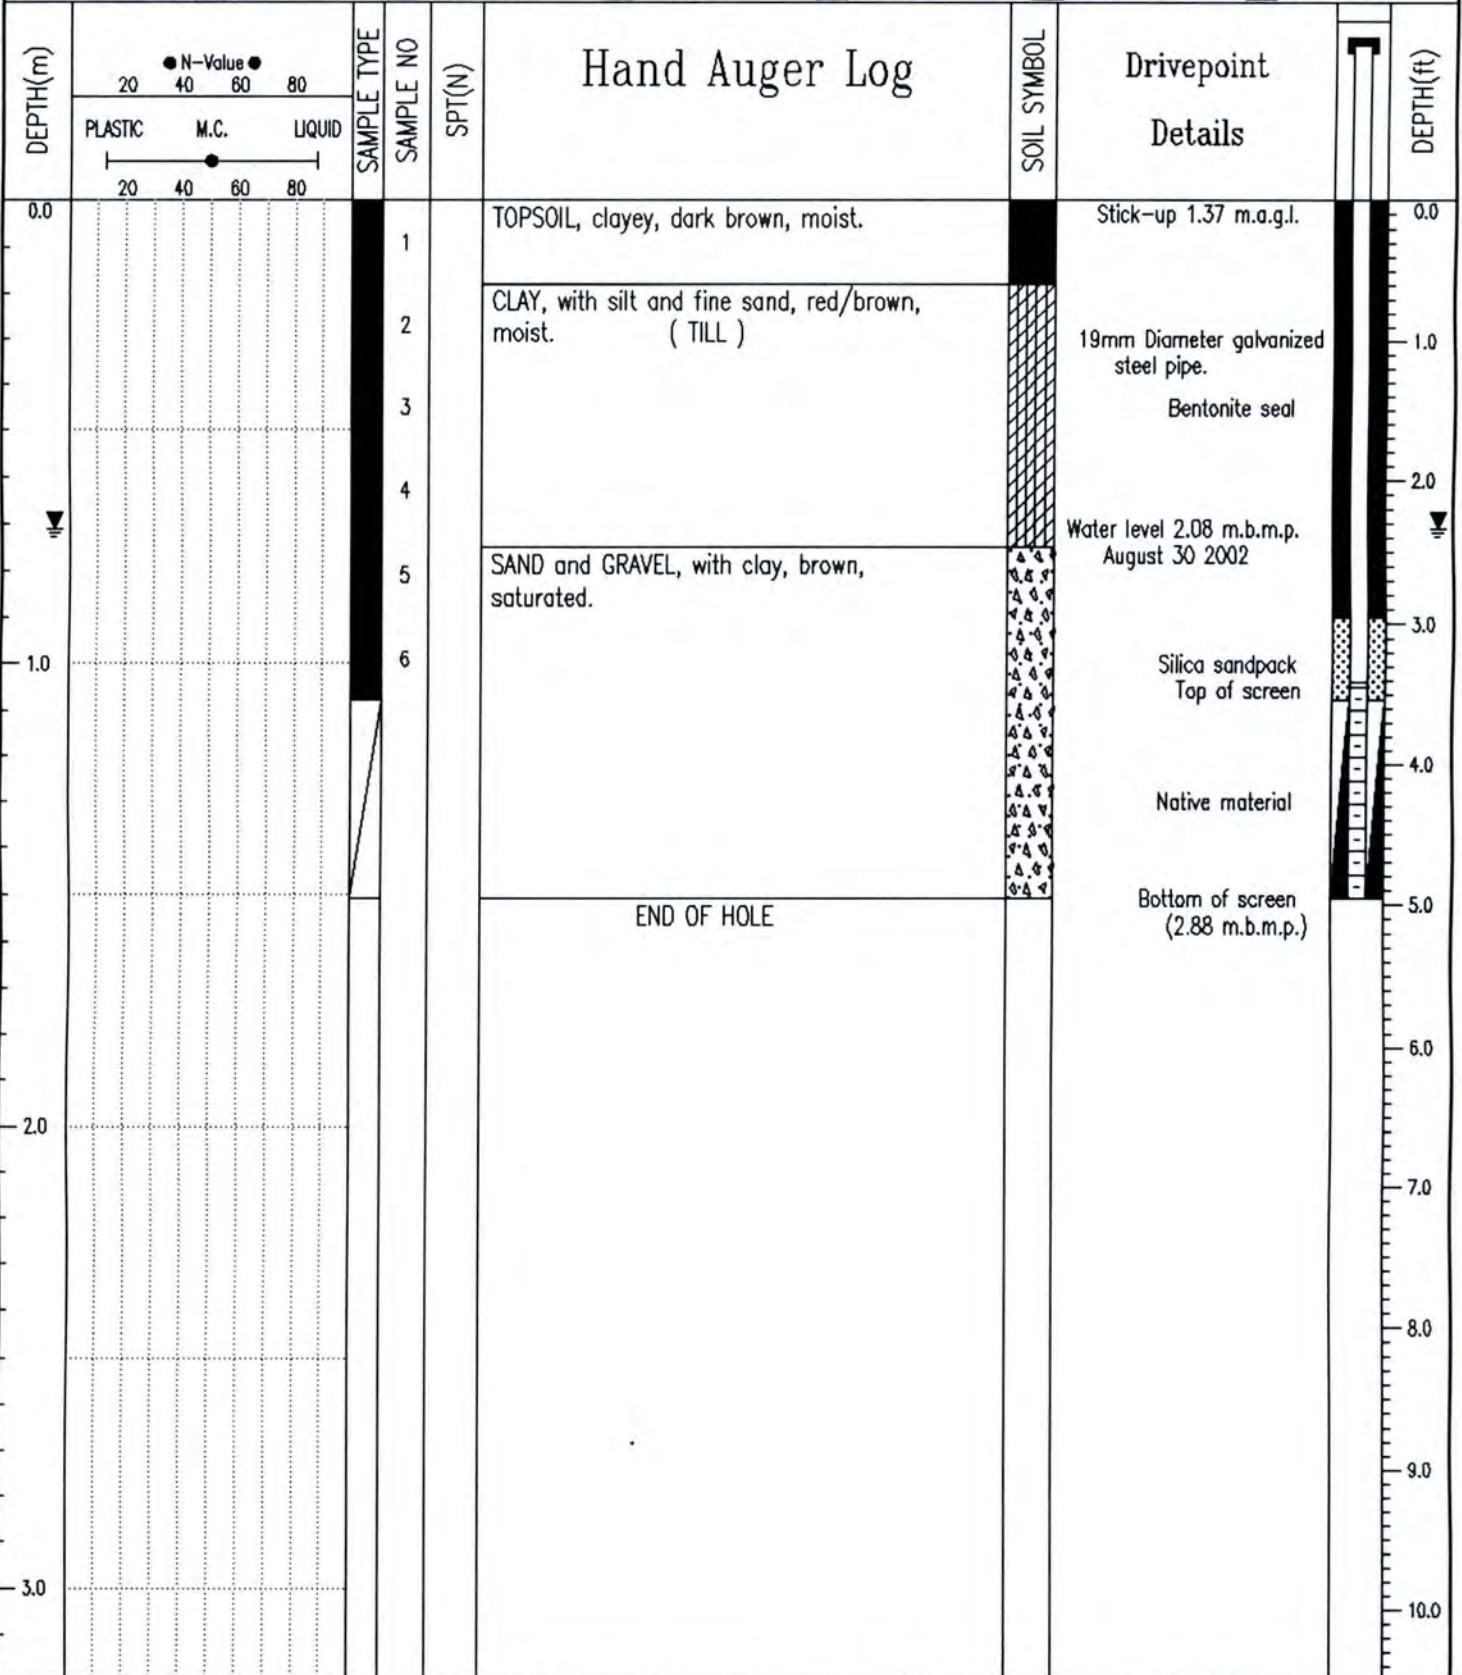 DEPTH(m)
● N-Value ●
20 40 60 80
PLASTIC M.C. LIQUID
20 40 60 80
SAMPLE TYPE
SAMPLE NO
SPT(N)
Hand Auger Log
SOIL SYMBOL
Drivepoint
Details
DEPTH(ft)
0.0
1
TOPSOIL, clayey, dark brown, moist.
Stick-up 1.37 m.a.g.l.
0.0
2
CLAY, with silt and fine sand, red/brown,
moist. ( TILL )
19mm Diameter galvanized
steel pipe.
1.0
3
Bentonite seal
4
2.0
Water level 2.08 m.b.m.p.
August 30 2002
5
SAND and GRAVEL, with clay, brown,
saturated.
3.0
1.0
6
Silica sandpack
Top of screen
4.0
Native material
Bottom of screen
(2.88 m.b.m.p.)
5.0
END OF HOLE
6.0
2.0
7.0
8.0
9.0
3.0
10.0